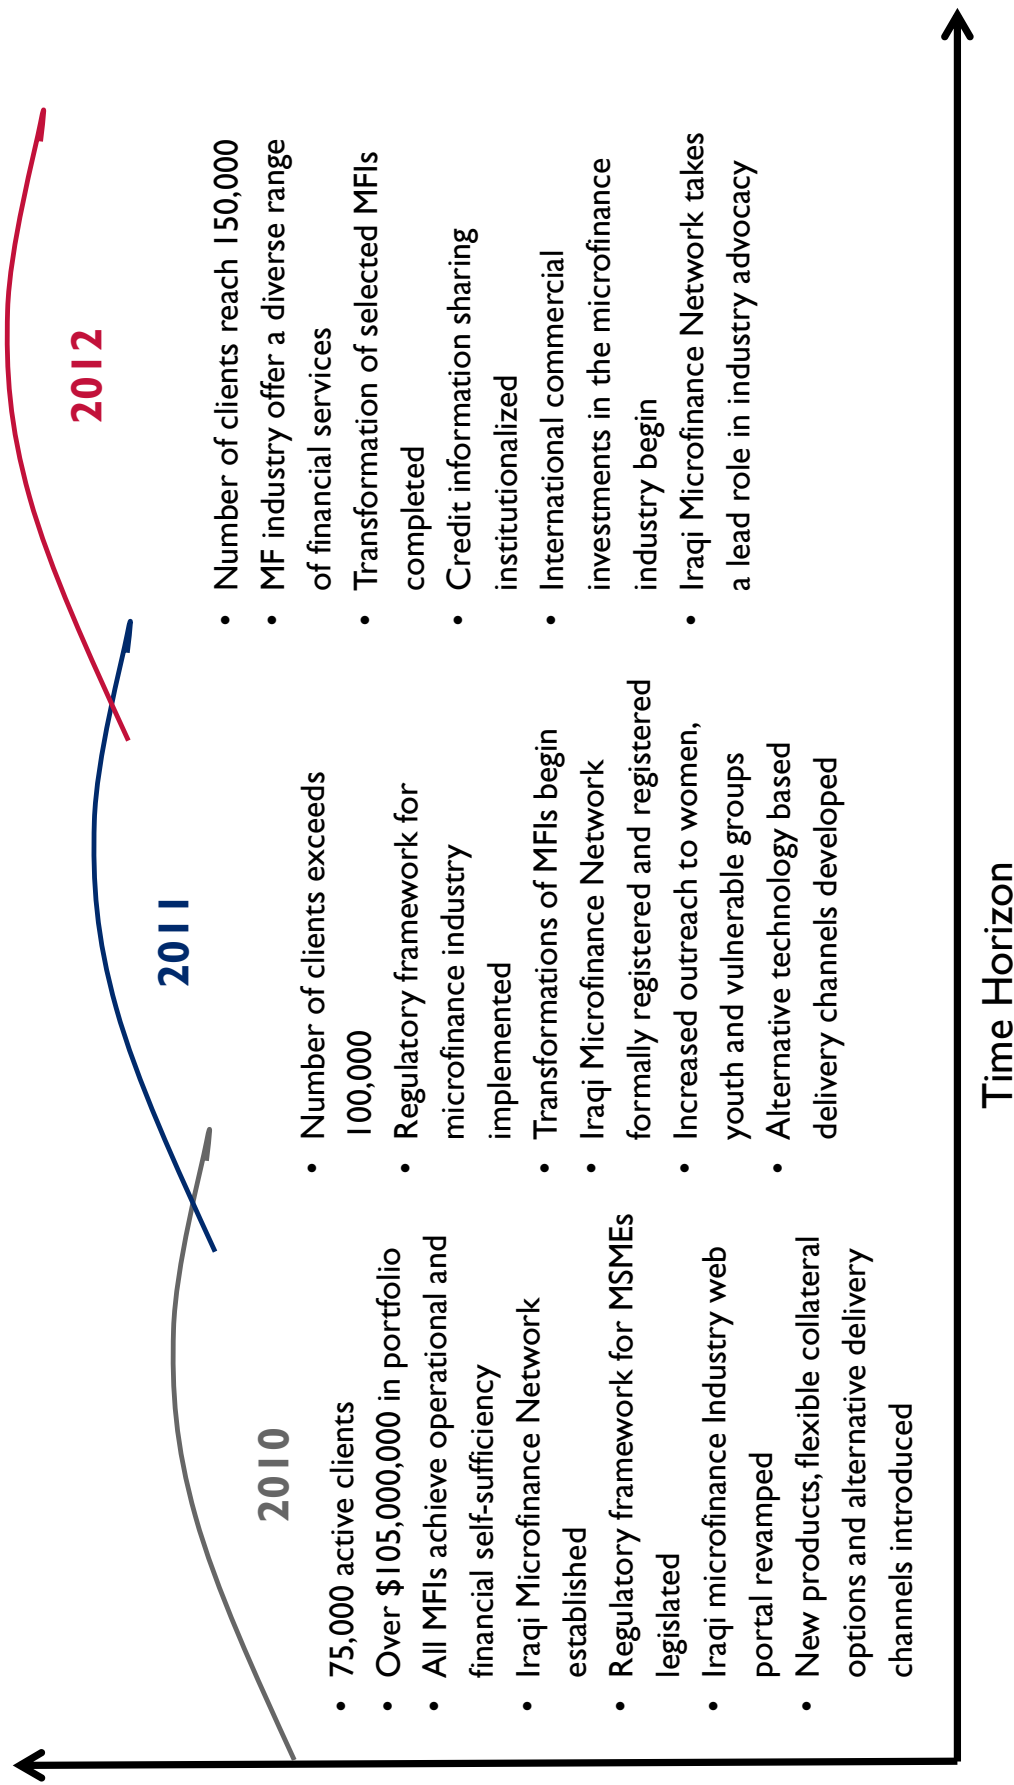 2010
• 75,000 active clients
• Over $105,000,000 in portfolio
• All MFIs achieve operational and
financial self-sufficiency
• Iraqi Microfinance Network
established
• Regulatory framework for MSMEs
legislated
• Iraqi microfinance Industry web
portal revamped
• New products, flexible collateral
options and alternative delivery
channels introduced
2011
• Number of clients exceeds
100,000
• Regulatory framework for
microfinance industry
implemented
• Transformations of MFIs begin
• Iraqi Microfinance Network
formally registered and registered
• Increased outreach to women,
youth and vulnerable groups
• Alternative technology based
delivery channels developed
2012
• Number of clients reach 150,000
• MF industry offer a diverse range
of financial services
• Transformation of selected MFIs
completed
• Credit information sharing
institutionalized
• International commercial
investments in the microfinance
industry begin
• Iraqi Microfinance Network takes
a lead role in industry advocacy
Time Horizon